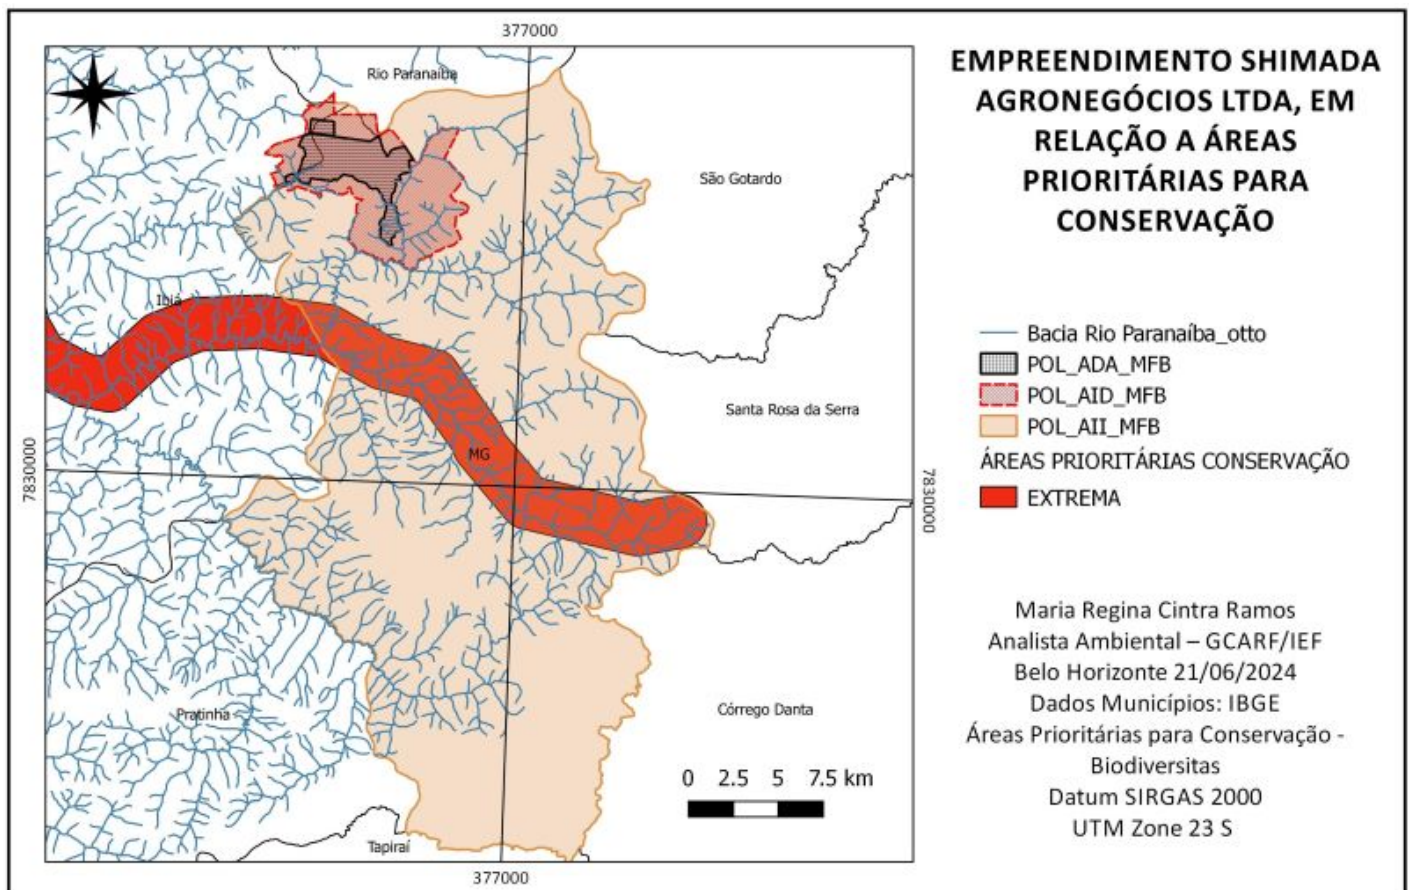 377000
Rio Paranaíba
São Gotardo
Ibiá
Santa Rosa da Serra
MG
7830000
7830000
Pratinha
Córrego Danta
0 2.5 5 7.5 km
Tapiraí
377000
EMPREENDIMENTO SHIMADA
AGRONEGÓCIOS LTDA, EM
RELAÇÃO A ÁREAS
PRIORITÁRIAS PARA
CONSERVAÇÃO
Bacia Rio Paranaíba_otto
POL_ADA_MFB
POL_AID_MFB
POL_AII_MFB
ÁREAS PRIORITÁRIAS CONSERVAÇÃO
EXTREMA
Maria Regina Cintra Ramos
Analista Ambiental – GCARF/IEF
Belo Horizonte 21/06/2024
Dados Municípios: IBGE
Áreas Prioritárias para Conservação -
Biodiversitas
Datum SIRGAS 2000
UTM Zone 23 S